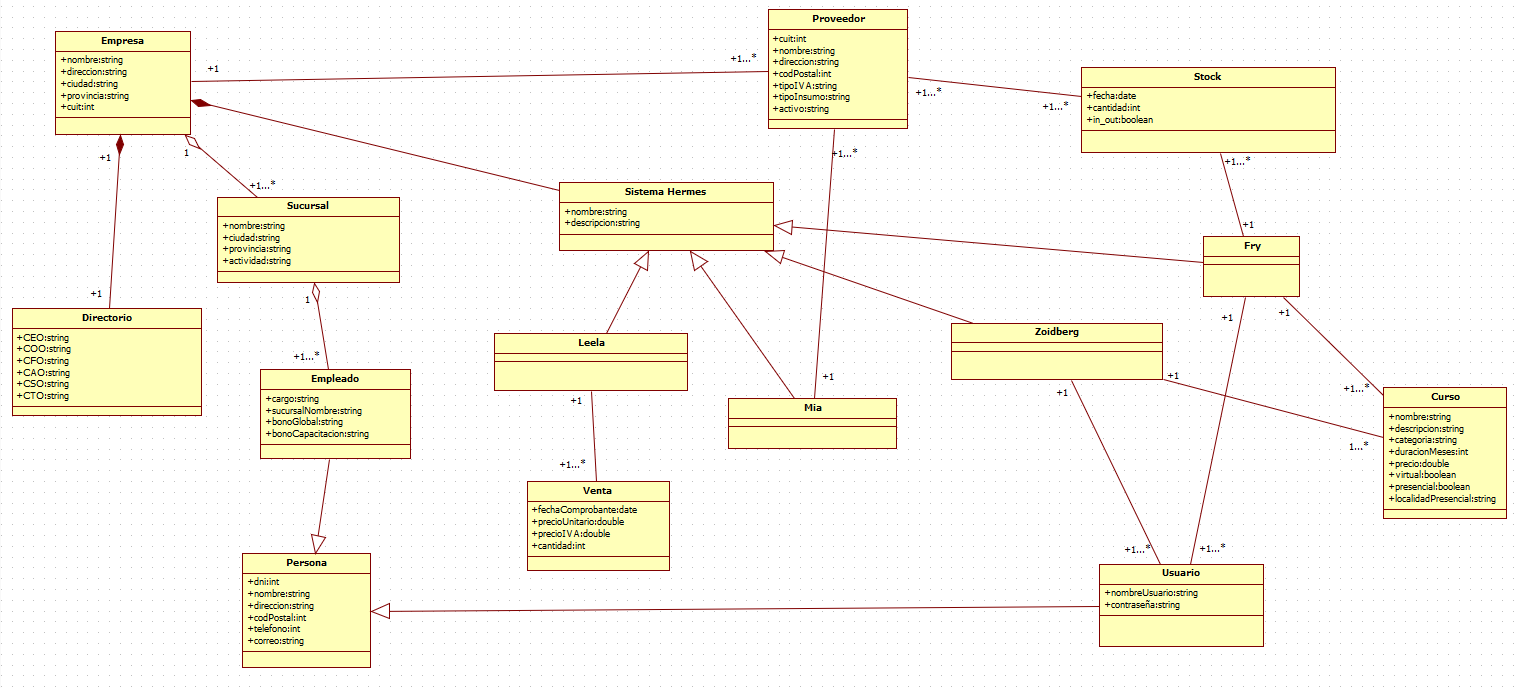 Empresa
+nombre:string
+direccion:string
+ciudad:string
+provincia:string
+cuit:int
Proveedor
+cuit:int
+nombre:string
+direccion:string
+codPostal:int
+tipoIVA:string
+tipoInsumo:string
+activo:string
+1
+1...*
+1...*
+1...*
Stock
+fecha:date
+cantidad:int
+in_out:boolean
+1
1
+1...*
+1...*
+1...*
Sucursal
+nombre:string
+ciudad:string
+provincia:string
+actividad:string
Sistema Hermes
+nombre:string
+descripcion:string
+1
Fry
+1
1
+1...*
+1
+1
Directorio
+CEO:string
+COO:string
+CFO:string
+CAO:string
+CSO:string
+CTO:string
Leela
Zoidberg
Empleado
+cargo:string
+sucursalNombre:string
+bonoGlobal:string
+bonoCapacitacion:string
+1
+1
+1
+1
+1...*
Mia
Curso
+nombre:string
+descripcion:string
+categoria:string
+duracionMeses:int
+precio:double
+virtual:boolean
+presencial:boolean
+localidadPresencial:string
1...*
+1...*
Venta
+fechaComprobante:date
+precioUnitario:double
+precioIVA:double
+cantidad:int
+1...*
+1...*
Persona
+dni:int
+nombre:string
+direccion:string
+codPostal:int
+telefono:int
+correo:string
Usuario
+nombreUsuario:string
+contraseña:string